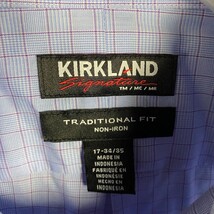 KIRKLAND
Signature
TM / MC / MR
TRADITIONAL FIT
NON-IRON
17-34/35
MADE IN
INDONESIA
FABRIQUÉ EN
INDONÉSIE
HECHO EN
INDONESIA